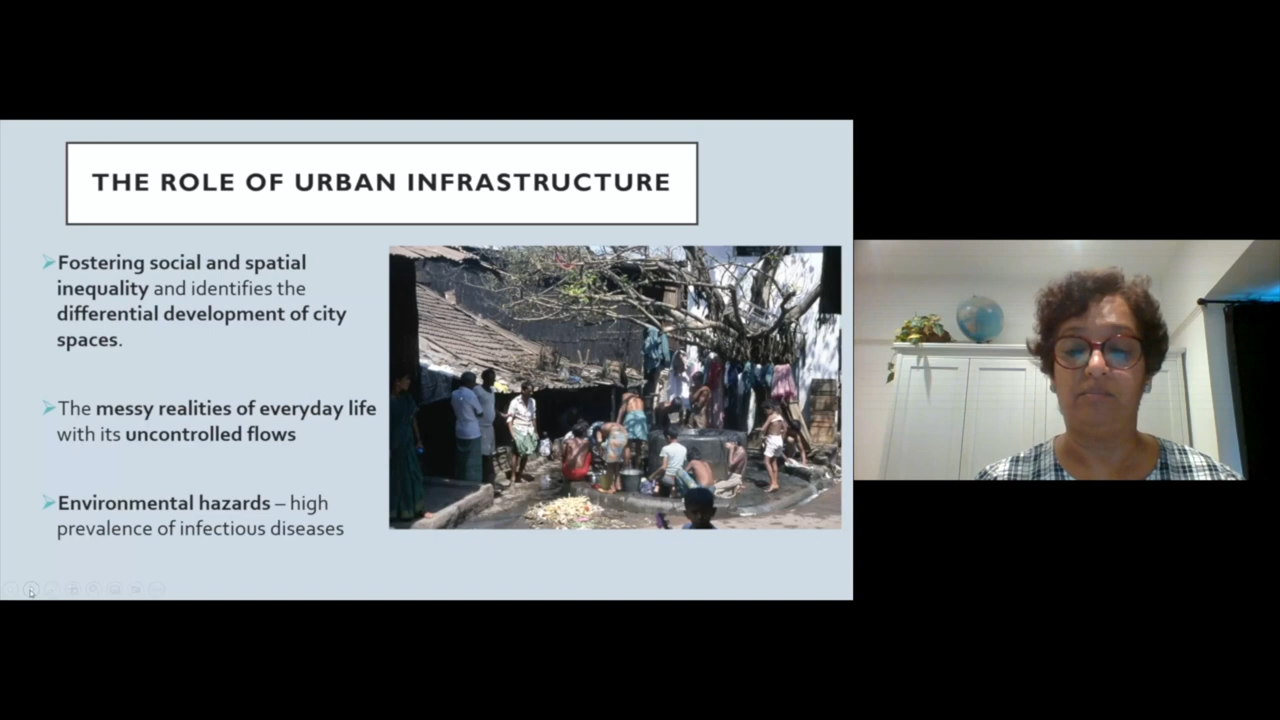 THE ROLE OF URBAN INFRASTRUCTURE
Fostering social and spatial
inequality and identifies the
differential development of city
spaces.
The messy realities of everyday life
with its uncontrolled flows
Environmental hazards – high
prevalence of infectious diseases